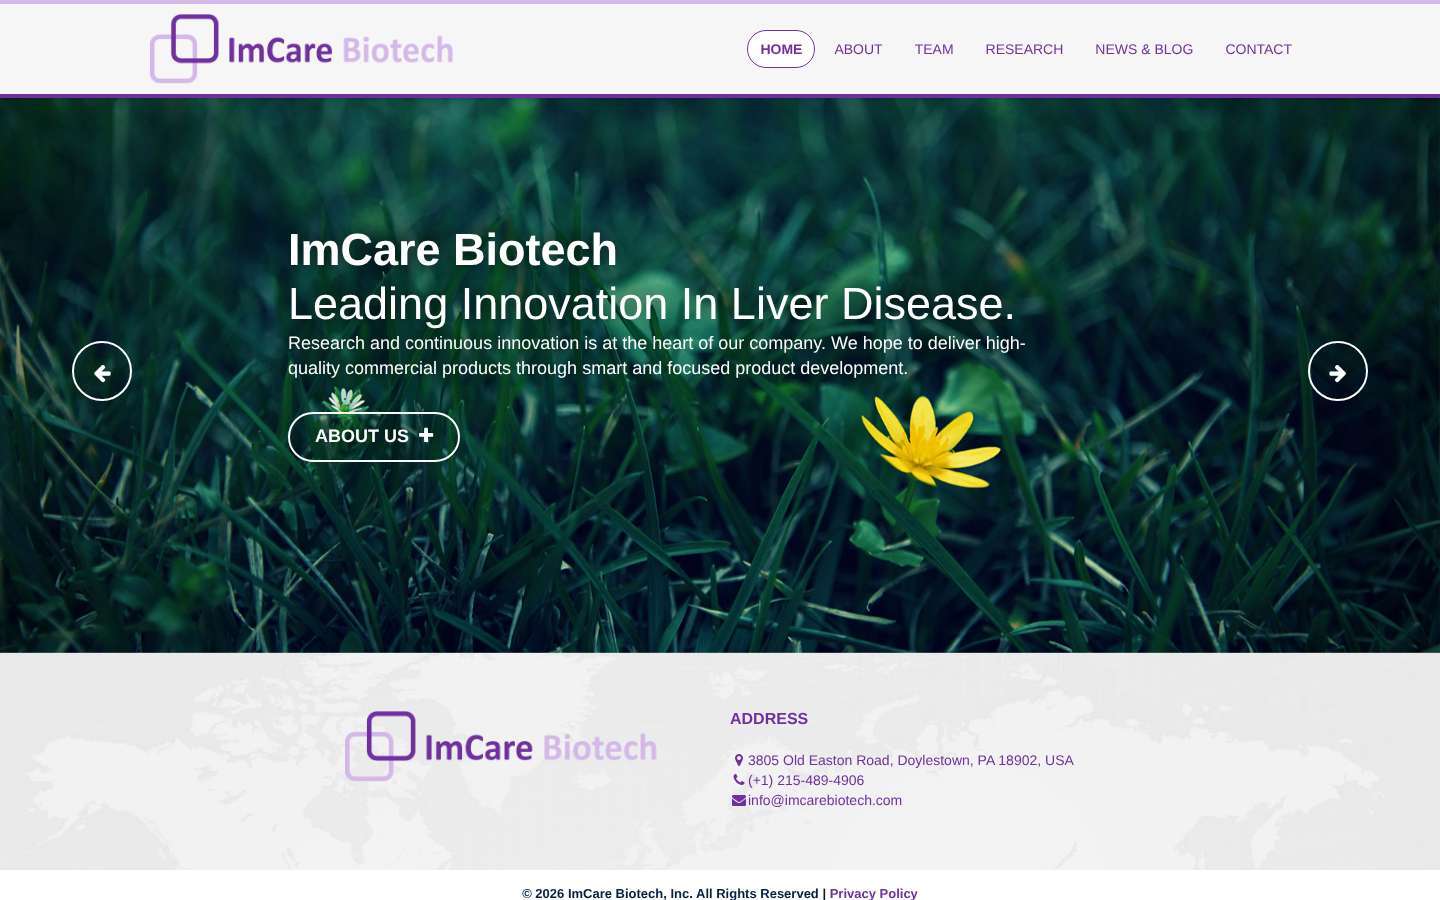 ImCare Biotech
HOME
ABOUT
TEAM
RESEARCH
NEWS & BLOG
CONTACT
ImCare Biotech
Leading Innovation In Liver Disease.
Research and continuous innovation is at the heart of our company. We hope to deliver high-
quality commercial products through smart and focused product development.
ABOUT US
ImCare Biotech
ADDRESS
3805 Old Easton Road, Doylestown, PA 18902, USA
(+1) 215-489-4906
info@imcarebiotech.com
© 2026 ImCare Biotech, Inc. All Rights Reserved | Privacy Policy